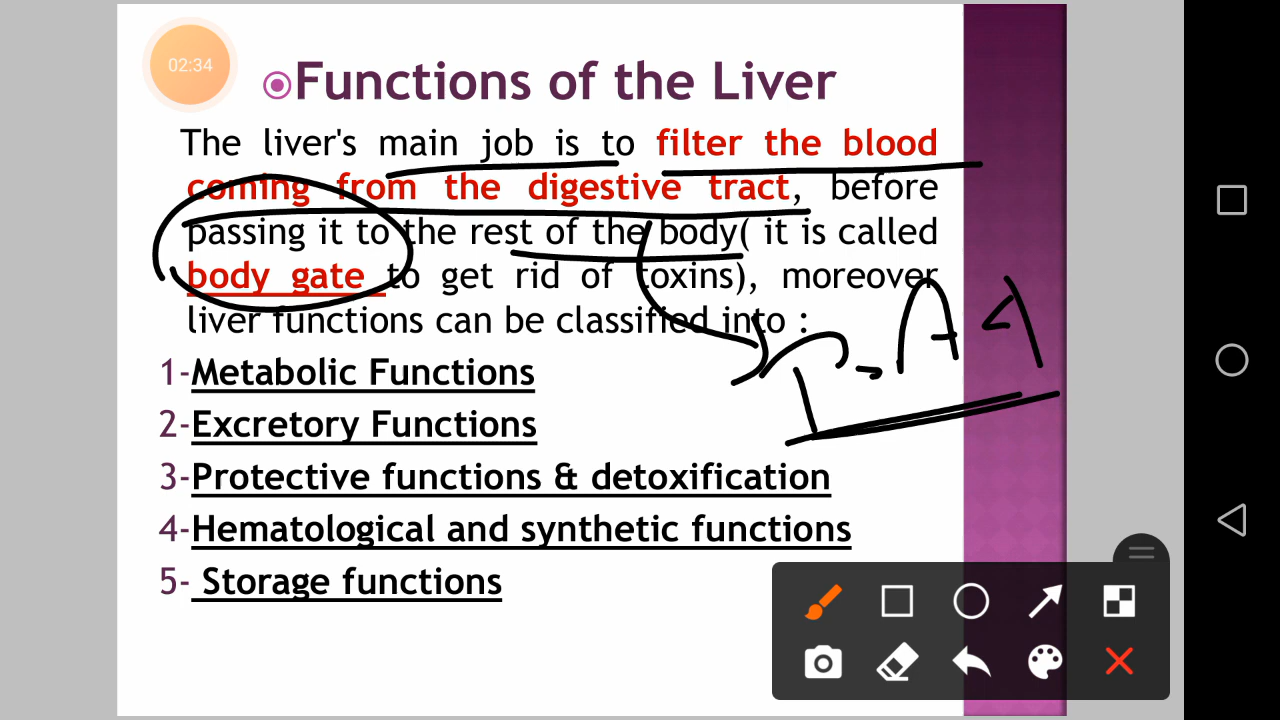 02:34
Functions of the Liver
The liver's main job is to filter the blood
coming from the digestive tract, before
passing it to the rest of the body( it is called
body gate to get rid of toxins), moreover
liver functions can be classified into :
1-Metabolic Functions
2-Excretory Functions
3-Protective functions & detoxification
4-Hematological and synthetic functions
5- Storage functions